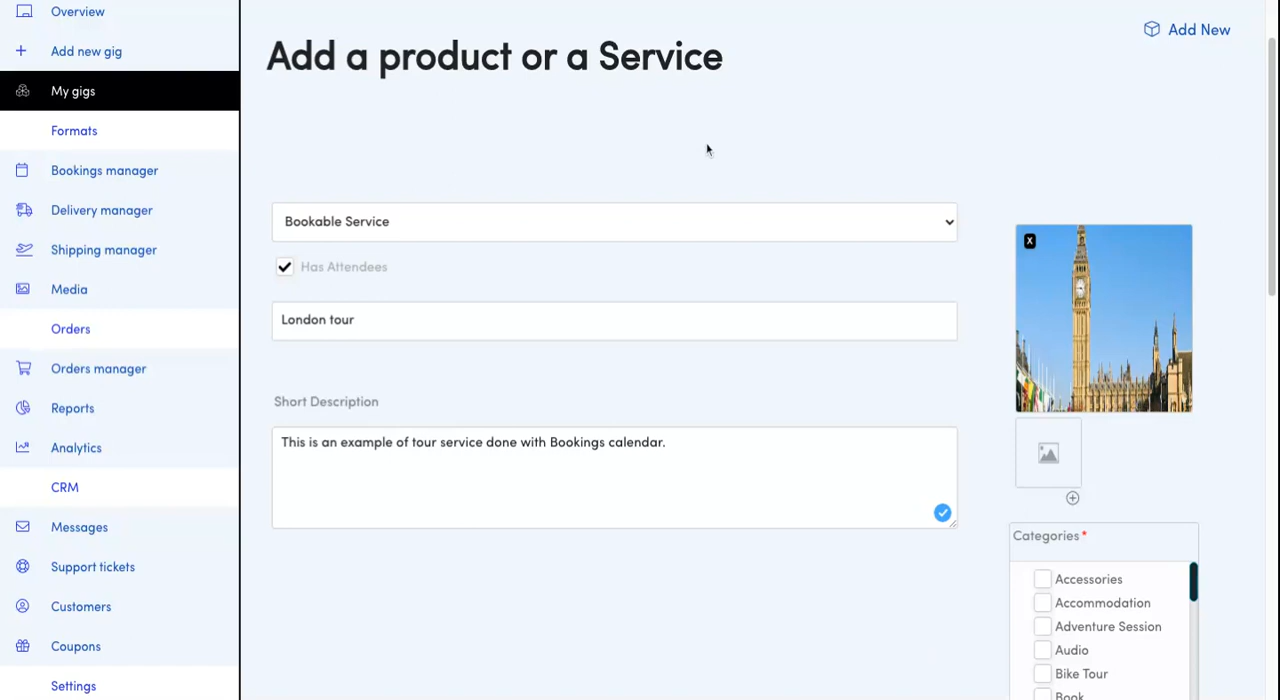 Overview
Add new gig
My gigs
Formats
Bookings manager
Delivery manager
Shipping manager
Media
Orders
Orders manager
Reports
Analytics
CRM
Messages
Support tickets
Customers
Coupons
Settings
Add New
Add a product or a Service
Bookable Service
Has Attendees
London tour
Short Description
This is an example of tour service done with Bookings calendar.
X
Categories *
Accessories
Accommodation
Adventure Session
Audio
Bike Tour
Book